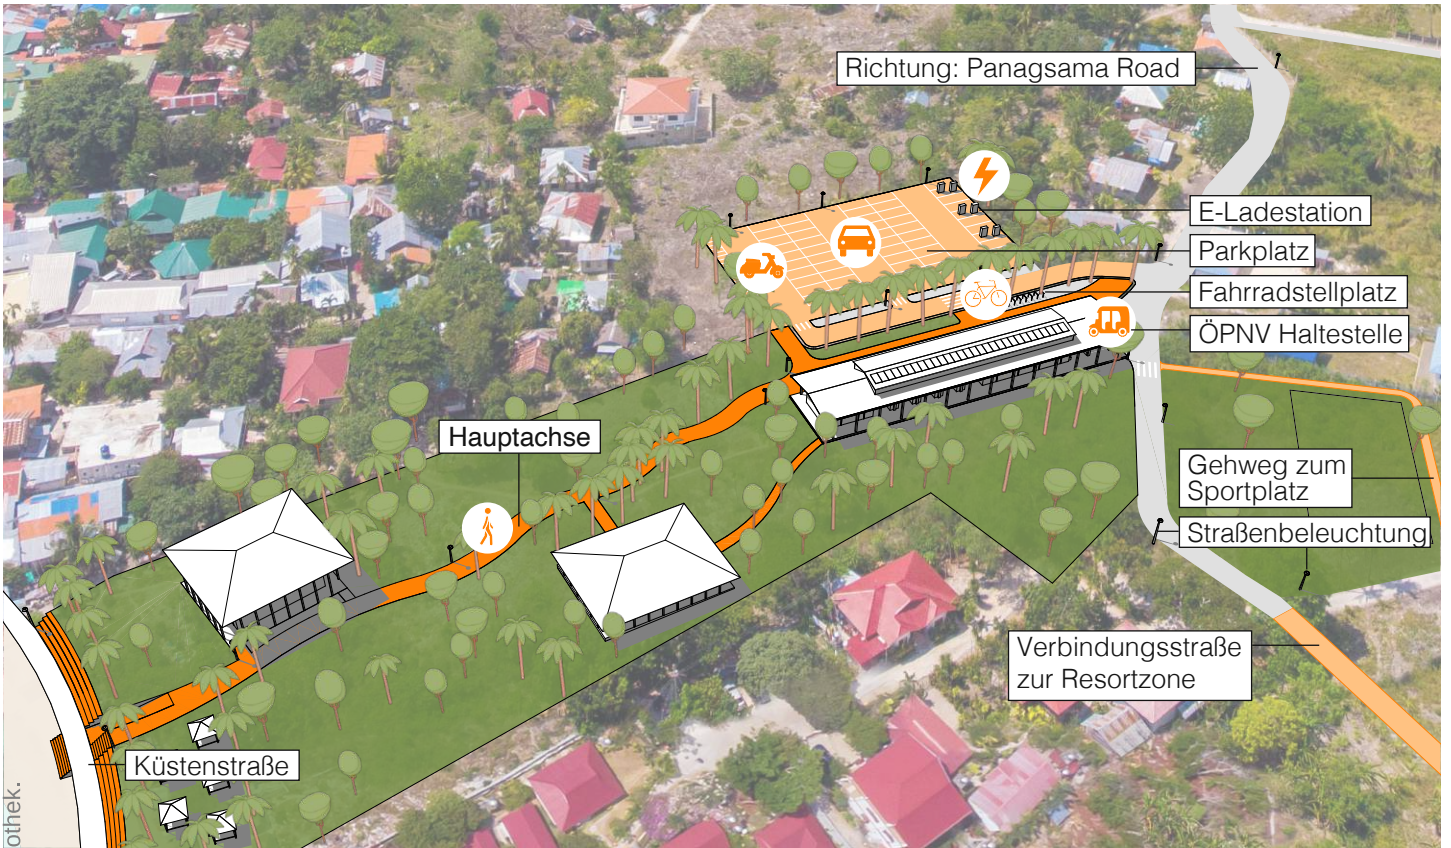 Richtung: Panagsama Road
E-Ladestation
Parkplatz
Fahrradstellplatz
ÖPNV Haltestelle
Hauptachse
Gehweg zum
Sportplatz
Straßenbeleuchtung
Verbindungsstraße
zur Resortzone
Küstenstraße
othek.